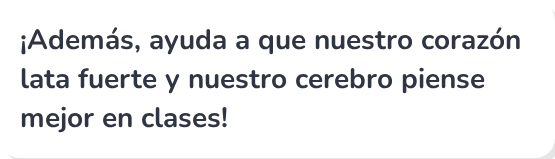 ¡Además, ayuda a que nuestro corazón
lata fuerte y nuestro cerebro piense
mejor en clases!